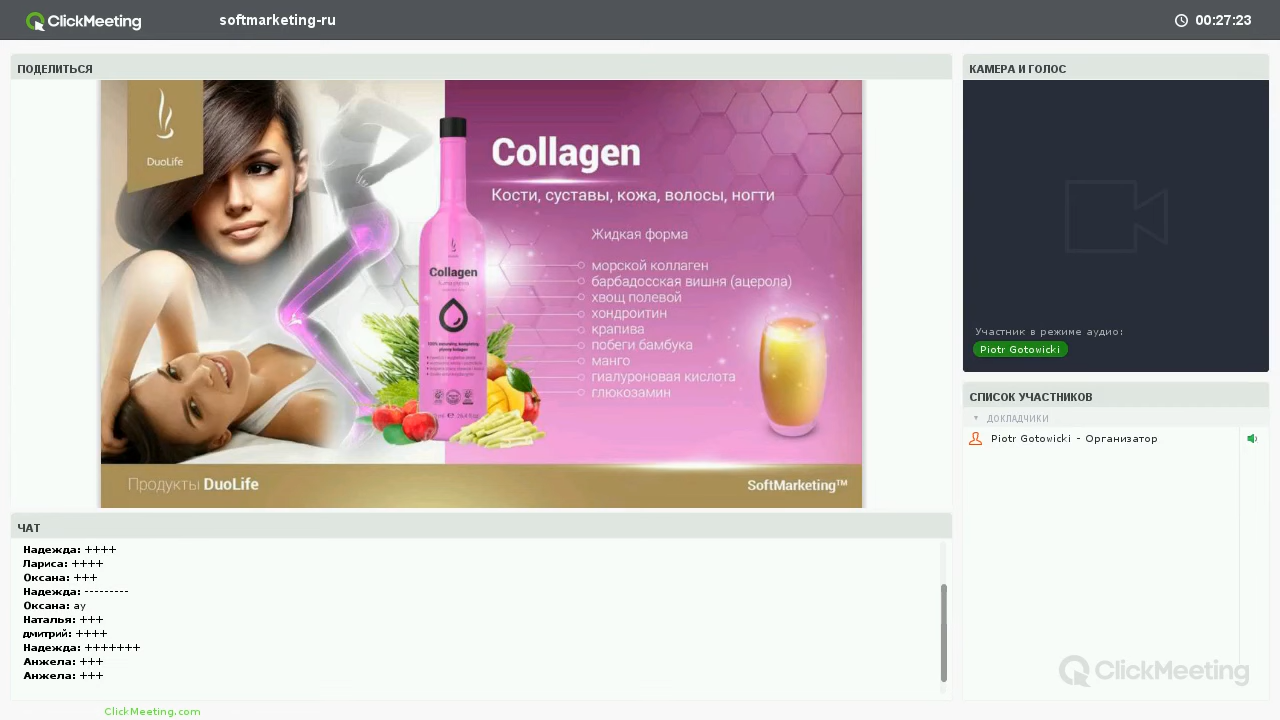 ClickMeeting
softmarketing-ru
00:27:23
ПОДЕЛИТЬСЯ
DuoLife
Collagen
Кости, суставы, кожа, волосы, ногти
Жидкая форма
морской коллаген
барбадосская вишня (ацерола)
хвощ полевой
хондроитин
крапива
побеги бамбука
манго
гиалуроновая кислота
глюкозамин
Collagen
Продукты DuoLife
SoftMarketing™
ЧАТ
Надежда: ++++
Лариса: ++++
Оксана: +++
Надежда: ---------
Оксана: ау
Наталья: +++
дмитрий: ++++
Надежда: +++++++
Анжела: +++
Анжела: +++
ClickMeeting.com
КАМЕРА И ГОЛОС
Участник в режиме аудио:
Piotr Gotowicki
СПИСОК УЧАСТНИКОВ
ДОКЛАДЧИКИ
Piotr Gotowicki - Организатор
ClickMeeting